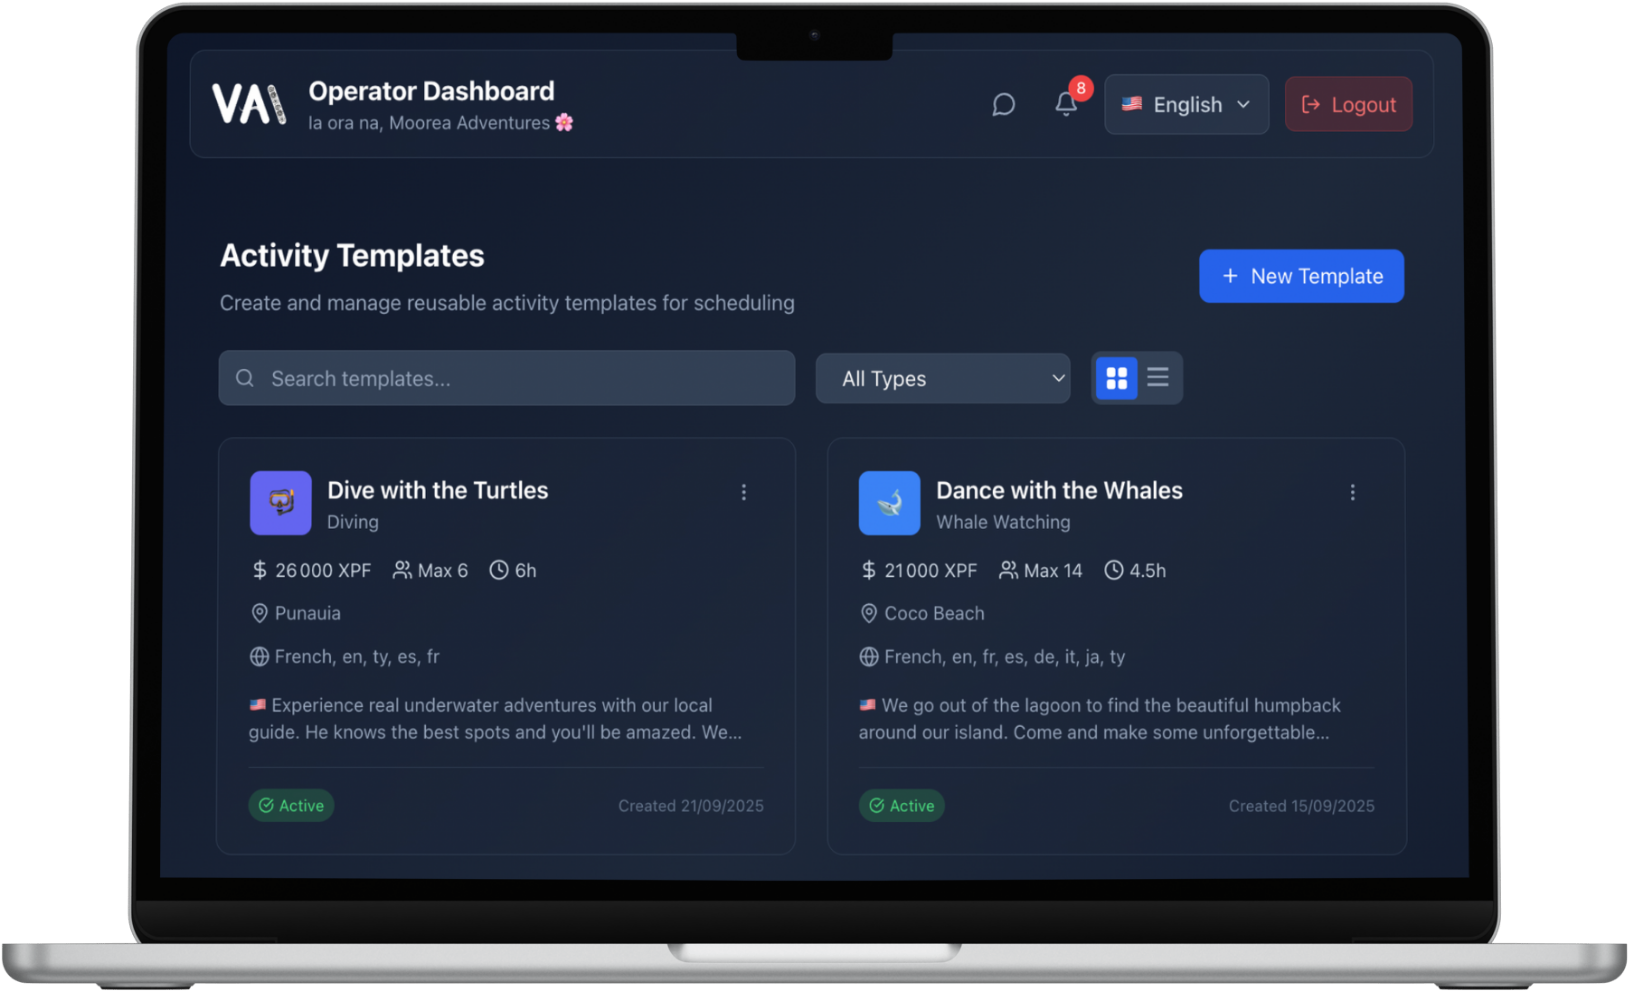 VAI
Operator Dashboard
Ia ora na, Moorea Adventures
8
English
Logout
Activity Templates
Create and manage reusable activity templates for scheduling
+ New Template
Search templates...
All Types
Dive with the Turtles
Diving
$ 26 000 XPF Max 6 6h
Punauia
French, en, ty, es, fr
Experience real underwater adventures with our local
guide. He knows the best spots and you'll be amazed. We...
Active
Created 21/09/2025
Dance with the Whales
Whale Watching
$ 21 000 XPF Max 14 4.5h
Coco Beach
French, en, fr, es, de, it, ja, ty
We go out of the lagoon to find the beautiful humpback
around our island. Come and make some unforgettable...
Active
Created 15/09/2025